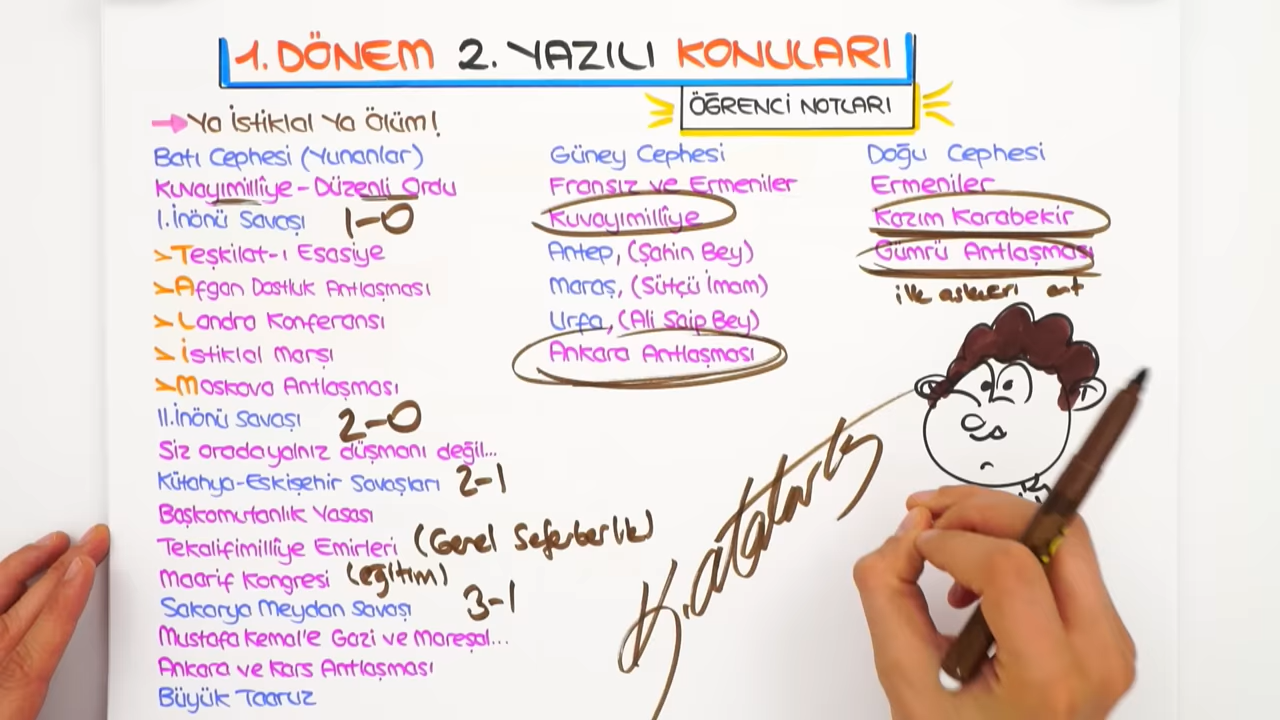 1. DÖNEM 2. YAZILI KONULARI
ÖĞRENCİ NOTLARI
Ya İstiklal Ya Ölüm!
Batı Cephesi (Yunanlar)
Kuvayımillîye-Düzenli Ordu
I.İnönü Savaşı 1-0
Teşkilat-ı Esasiye
Afgan Dostluk Antlaşması
Londra Konferansı
İstiklal Marşı
Moskova Antlaşması
II.İnönü Savaşı 2-0
Siz orada yalnız düşmanı değil...
Kütahya-Eskişehir Savaşları 2-1
Başkomutanlık Yasası
Tekalifimillîye Emirleri (Genel Seferberlik)
Maarif Kongresi (eğitim)
Sakarya Meydan Savaşı 3-1
Mustafa Kemal'e Gazi ve Mareşal...
Ankara ve Kars Antlaşması
Büyük Taaruz
Güney Cephesi
Fransız ve Ermeniler
Kuvayımillîye
Antep, (Şahin Bey)
Maraş, (Sütçü İmam)
Urfa, (Ali Saip Bey)
Ankara Antlaşması
Doğu Cephesi
Ermeniler
Kazım Karabekir
Gümrü Antlaşması
ilk askeri ant